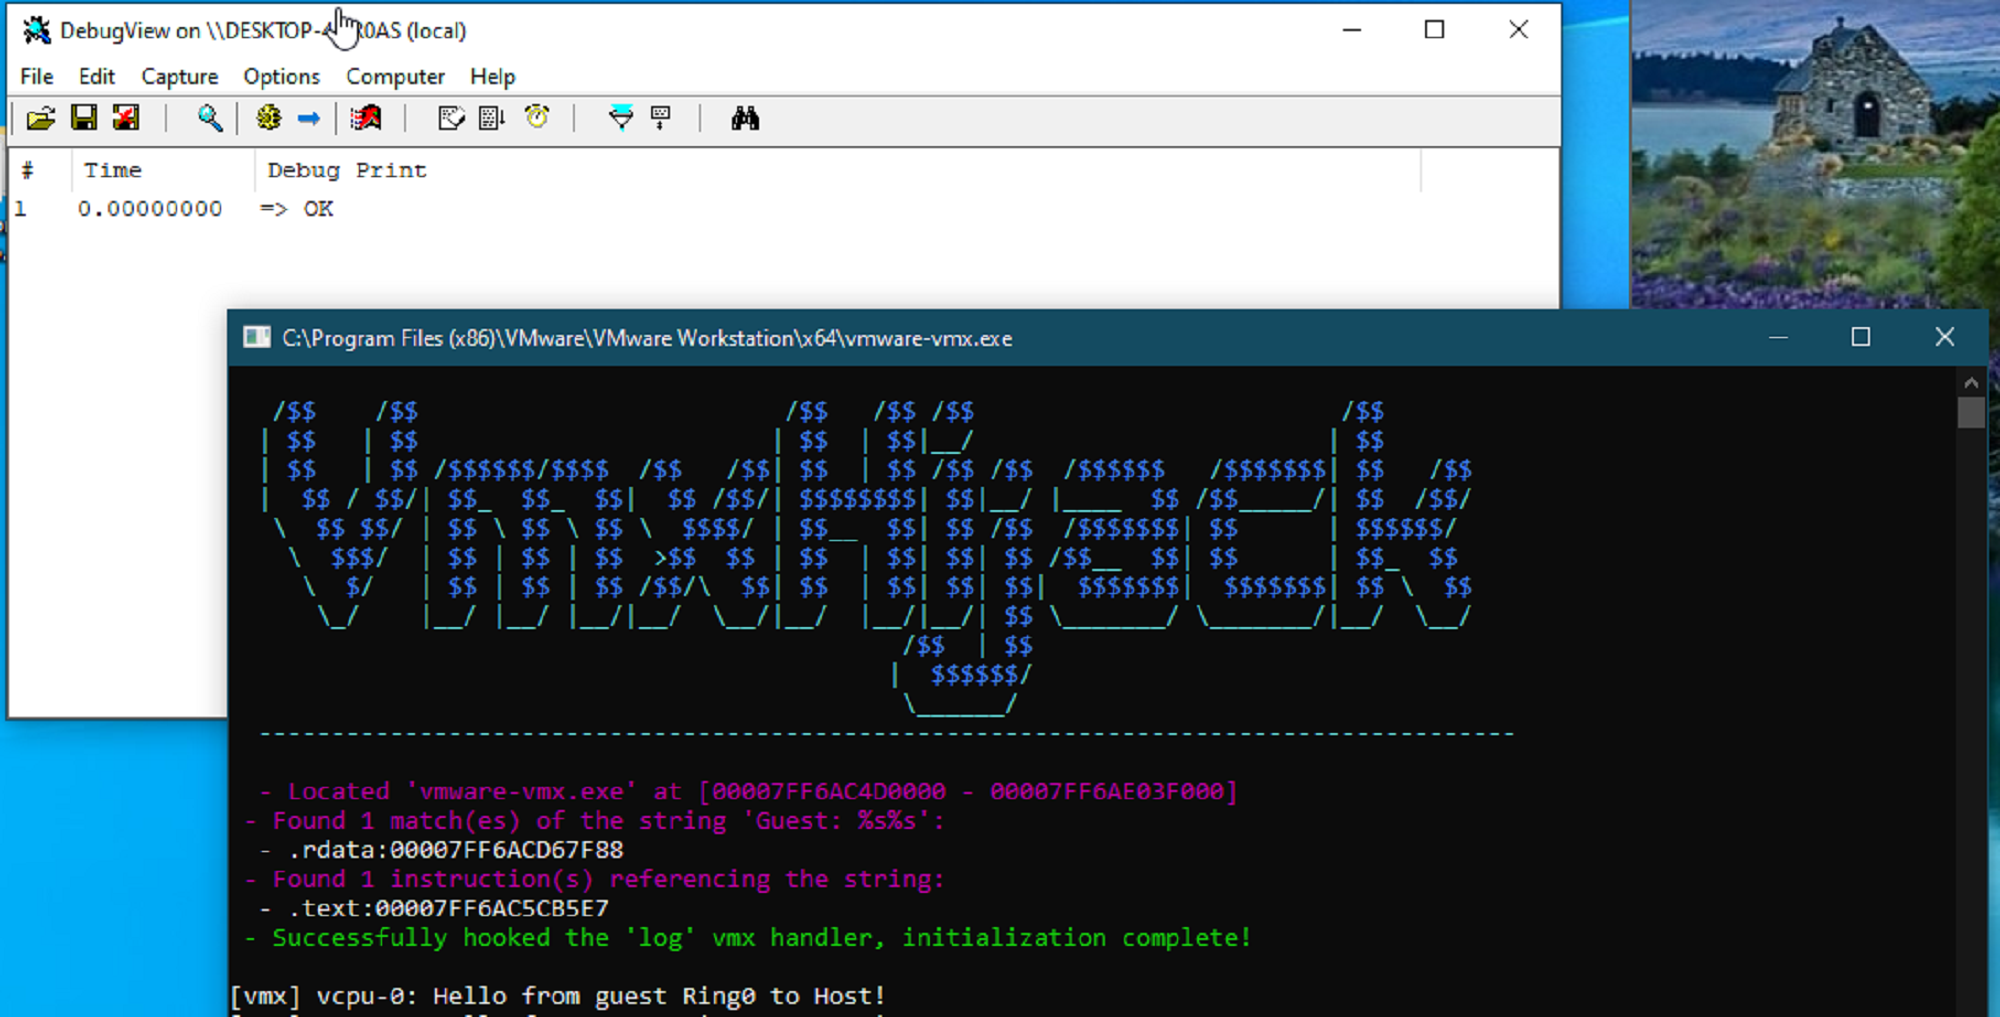 DebugView on \\DESKTOP-4 R0AS (local)
File Edit Capture Options Computer Help
# Time Debug Print
1 0.00000000 => OK
C:\Program Files (x86)\VMware\VMware Workstation\x64\vmware-vmx.exe
VmxHijack
- Located 'vmware-vmx.exe' at [00007FF6AC4D0000 - 00007FF6AE03F000]
- Found 1 match(es) of the string 'Guest: %s%s':
- .rdata:00007FF6ACD67F88
- Found 1 instruction(s) referencing the string:
- .text:00007FF6AC5CB5E7
- Successfully hooked the 'log' vmx handler, initialization complete!
[vmx] vcpu-0: Hello from guest Ring0 to Host!